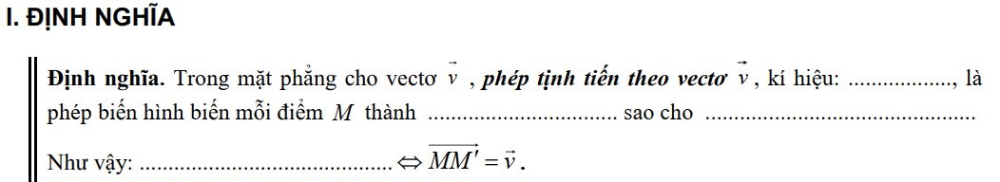 I. ĐỊNH NGHĨA
Định nghĩa. Trong mặt phẳng cho vectơ $\vec{v}$ , phép tịnh tiến theo vectơ $\vec{v}$, kí hiệu: .................., là
phép biến hình biến mỗi điểm M thành ................................. sao cho ...............................................
Như vậy: ............................................ ⇔ $\overrightarrow{MM'} = \vec{v}$.